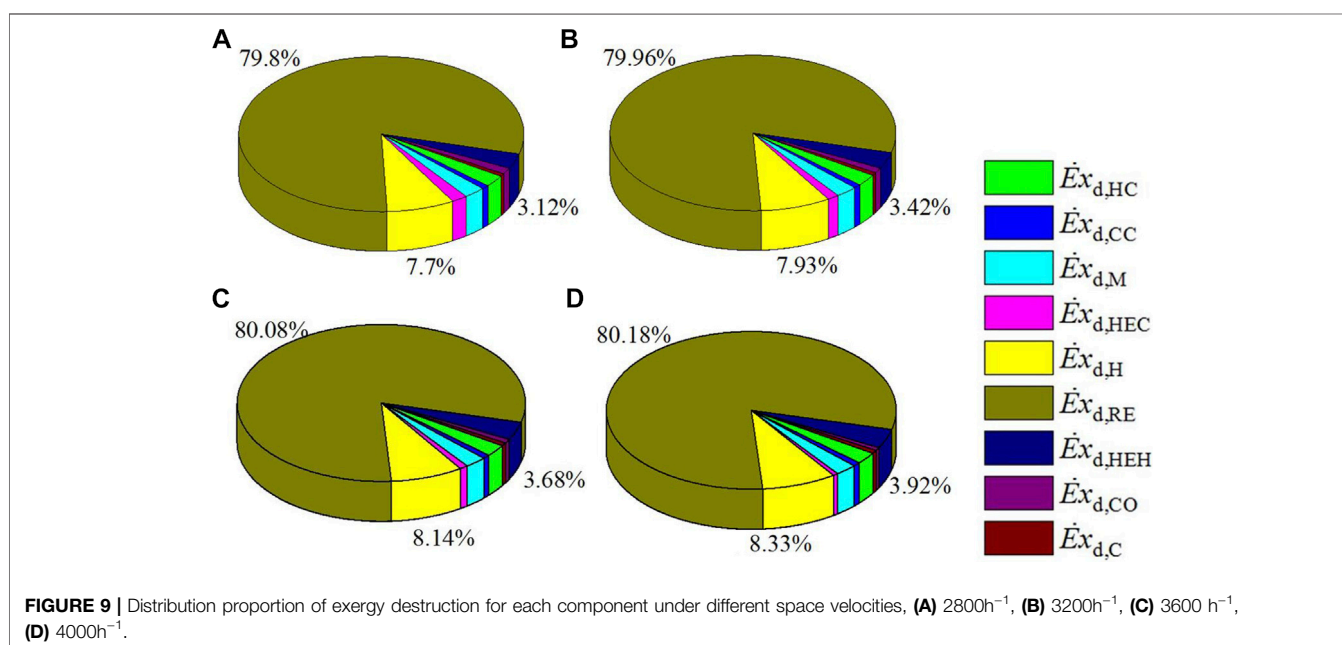 A
B
79.8%
79.96%
3.12%
3.42%
7.7%
7.93%
C
D
80.08%
80.18%
3.68%
3.92%
8.14%
8.33%
Ėx d,HC
Ėx d,CC
Ėx d,M
Ėx d,HEC
Ėx d,H
Ėx d,RE
Ėx d,HEH
Ėx d,CO
Ėx d,C
FIGURE 9 | Distribution proportion of exergy destruction for each component under different space velocities, (A) 2800h⁻¹, (B) 3200h⁻¹, (C) 3600 h⁻¹,
(D) 4000h⁻¹.